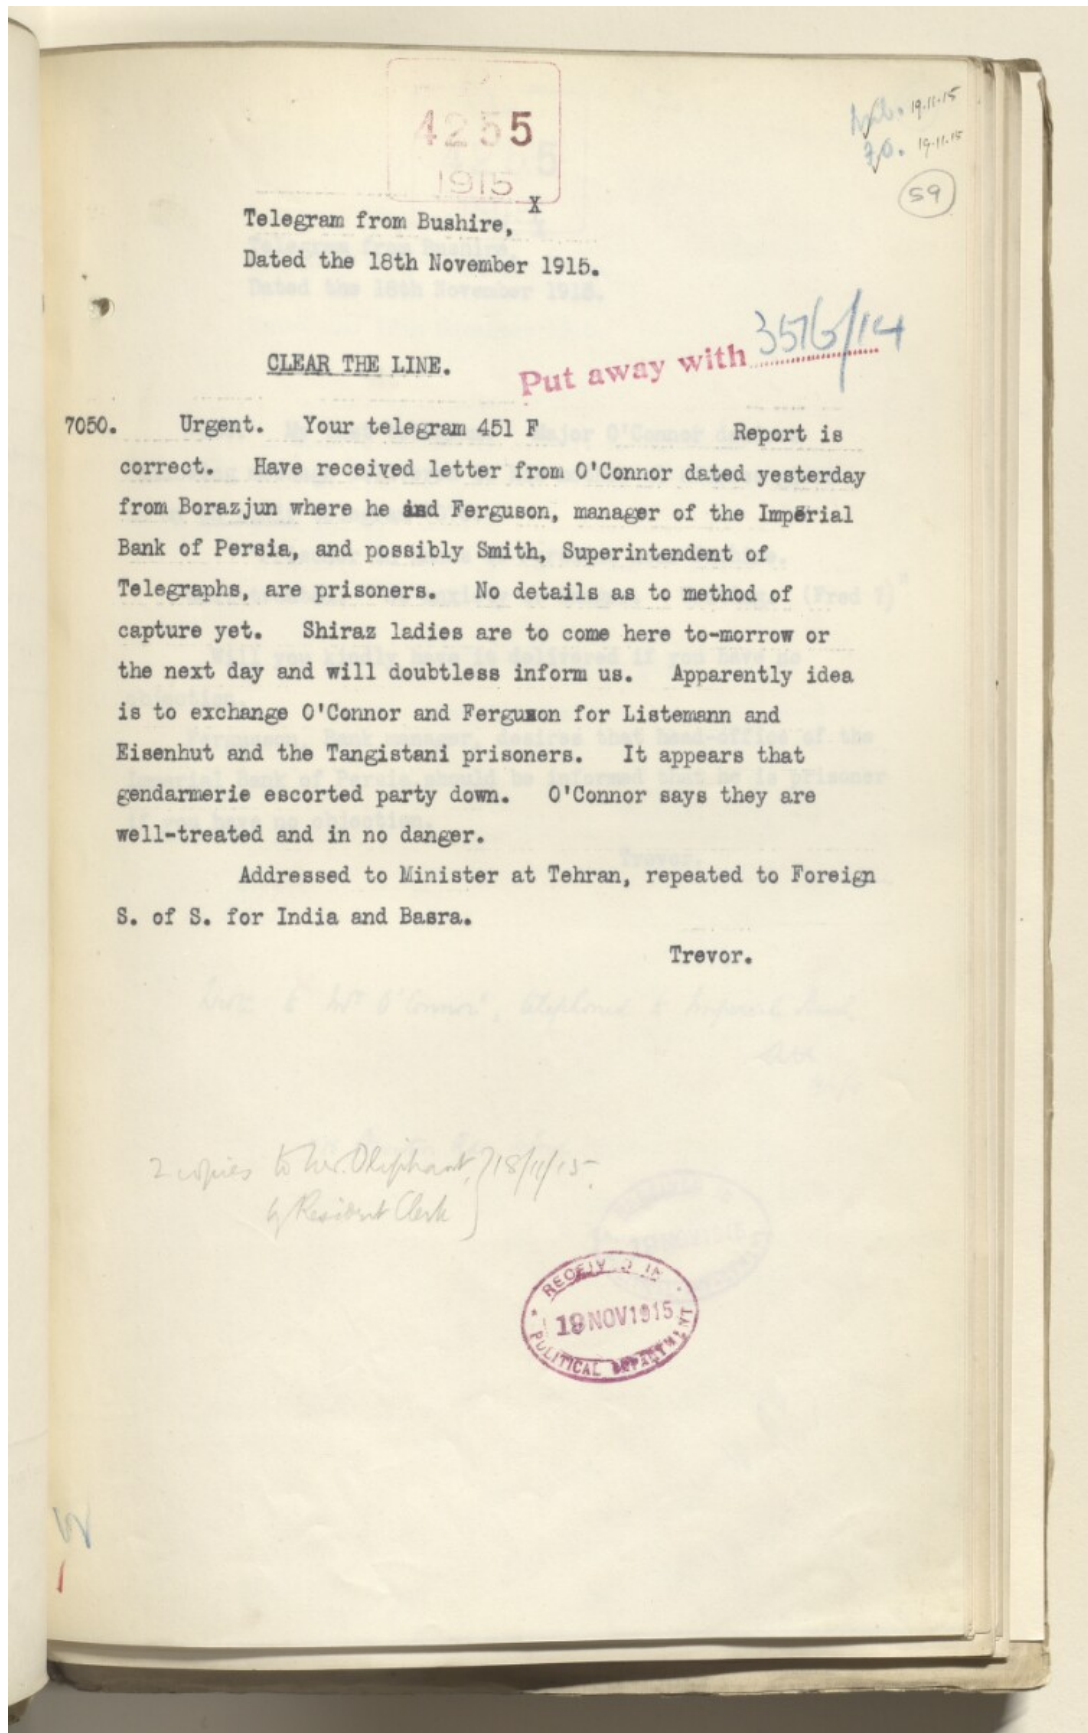 4255
1915
19.11.15
F.O. 19.11.15
59
X
Telegram from Bushire,
Dated the 18th November 1915.
CLEAR THE LINE.
Put away with 3516/14
7050. Urgent. Your telegram 451 F Report is
correct. Have received letter from O'Connor dated yesterday
from Borazjun where he and Ferguson, manager of the Imperial
Bank of Persia, and possibly Smith, Superintendent of
Telegraphs, are prisoners. No details as to method of
capture yet. Shiraz ladies are to come here to-morrow or
the next day and will doubtless inform us. Apparently idea
is to exchange O'Connor and Ferguson for Listemann and
Eisenhut and the Tangistani prisoners. It appears that
gendarmerie escorted party down. O'Connor says they are
well-treated and in no danger.
Addressed to Minister at Tehran, repeated to Foreign
S. of S. for India and Basra.
Trevor.
2 copies to Mr. Oliphant } 18/11/15.
by Resident Clerk
RECEIVED IN
19 NOV 1915
POLITICAL DEPARTMENT